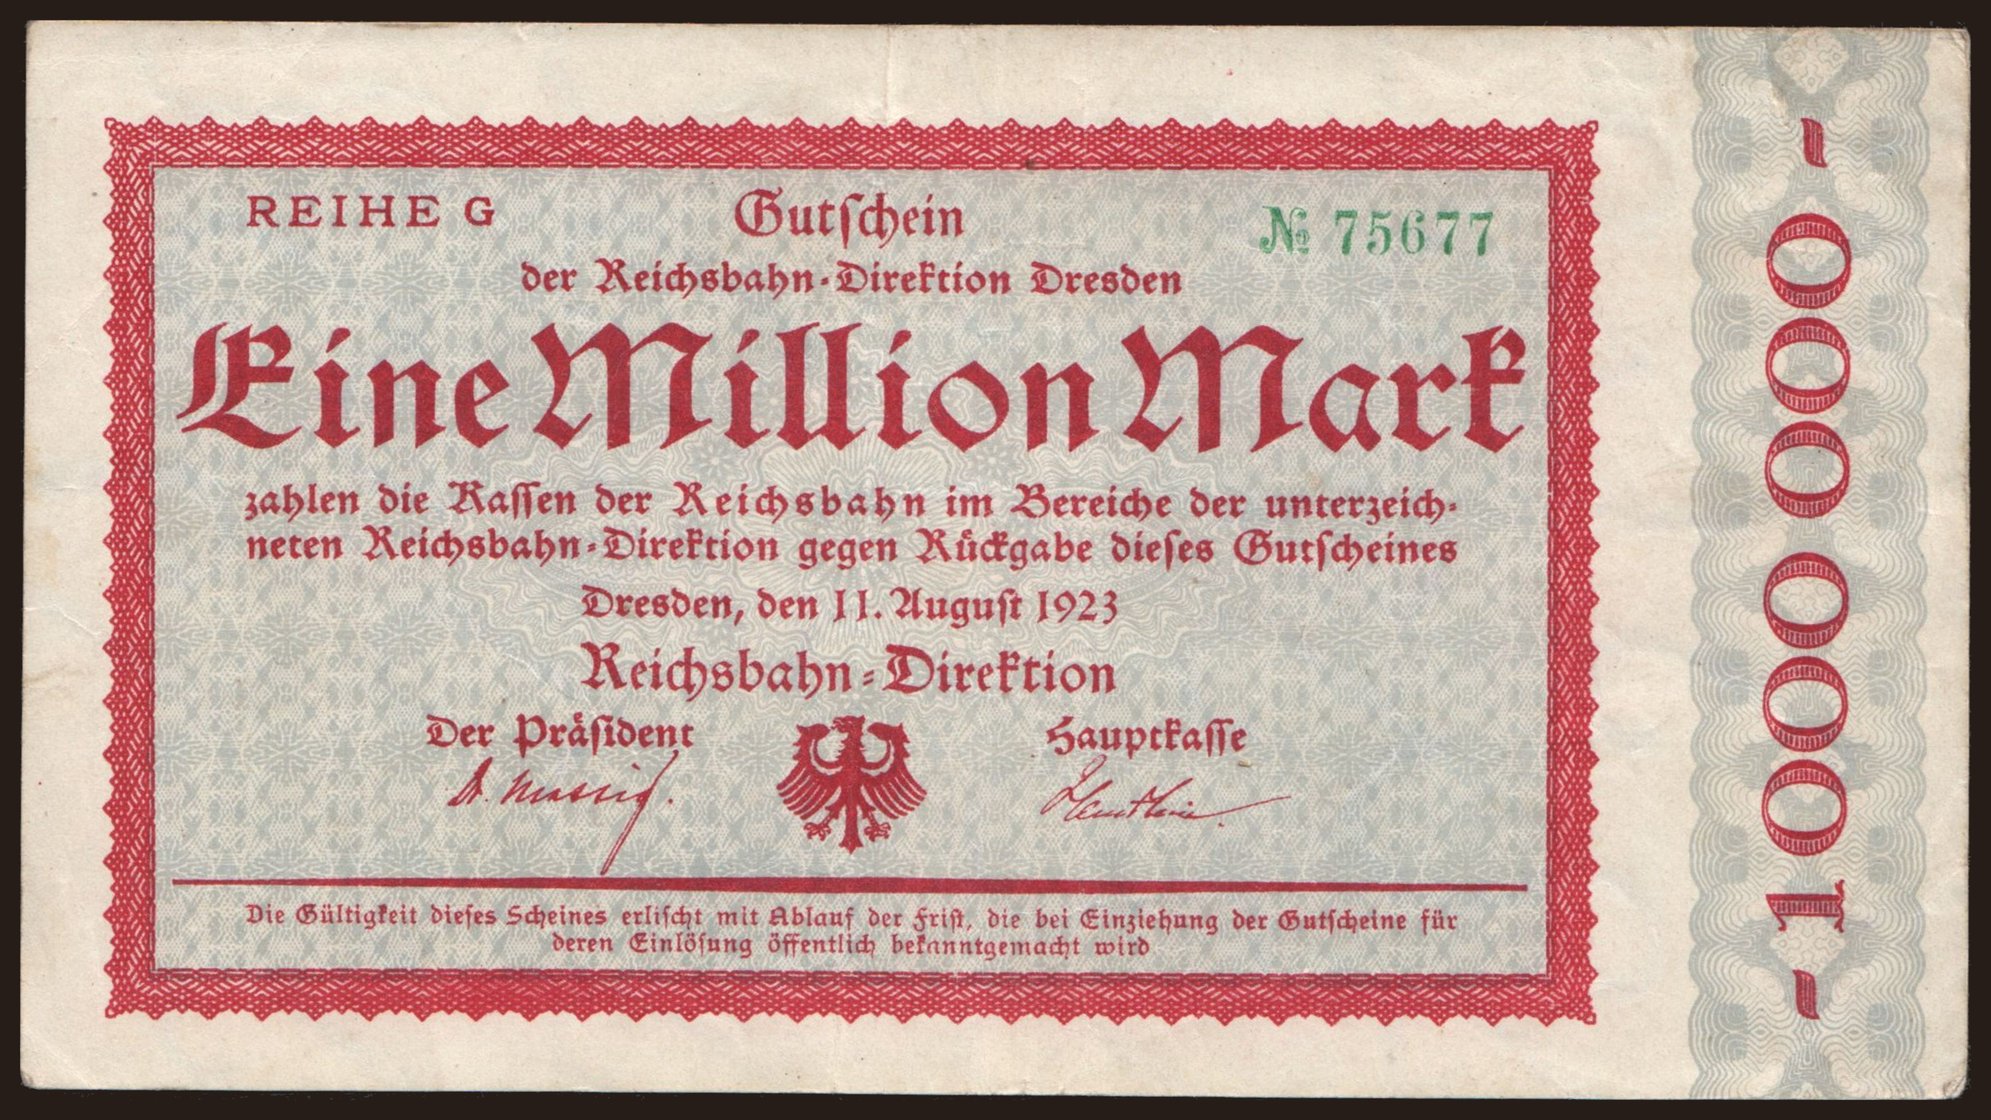 REIHE G
Gutschein
№ 75677
der Reichsbahn-Direktion Dresden
Eine Million Mark
zahlen die Kassen der Reichsbahn im Bereiche der unterzeich-
neten Reichsbahn-Direktion gegen Rückgabe dieses Gutscheines
Dresden, den 11. August 1923
Reichsbahn-Direktion
Der Präsident
Hauptkasse
Die Gültigkeit dieses Scheines erlischt mit Ablauf der Frist, die bei Einziehung der Gutscheine für
deren Einlösung öffentlich bekanntgemacht wird
-1000000-